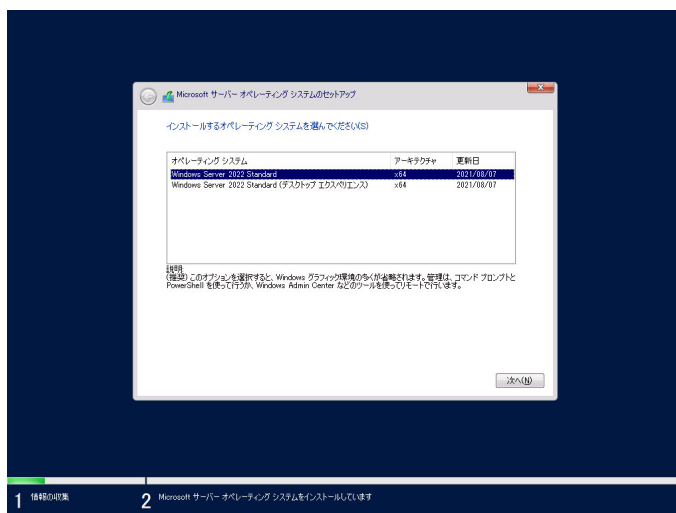 Microsoft サーバー オペレーティング システムのセットアップ
インストールするオペレーティング システムを選んでください(S)
オペレーティング システム アーキテクチャ 更新日
Windows Server 2022 Standard x64 2021/08/07
Windows Server 2022 Standard (デスクトップ エクスペリエンス) x64 2021/08/07
説明:
(推奨) このオプションを選択すると、Windows グラフィック環境の多くが省略されます。管理は、コマンド プロンプトと
PowerShell を使って行うか、Windows Admin Center などのツールを使ってリモートで行います。
次へ(N)
1 情報の収集 2 Microsoft サーバー オペレーティング システムをインストールしています